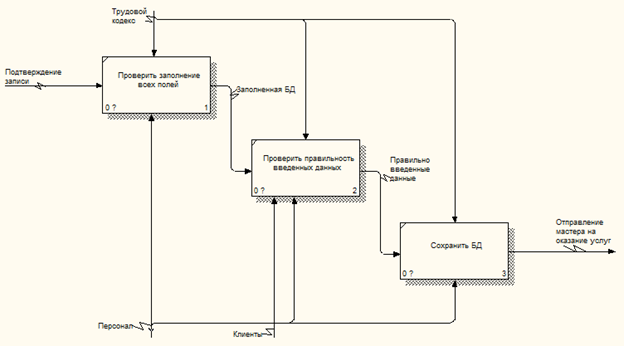 Трудовой
кодекс
Подтверждение
записи
Проверить заполнение
всех полей
0 ?
1
Заполненная БД
Проверить правильность
введенных данных
0 ?
2
Правильно
введенные
данные
Сохранить БД
0 ?
3
Отправление
мастера на
оказание услуг
Персонал
Клиенты